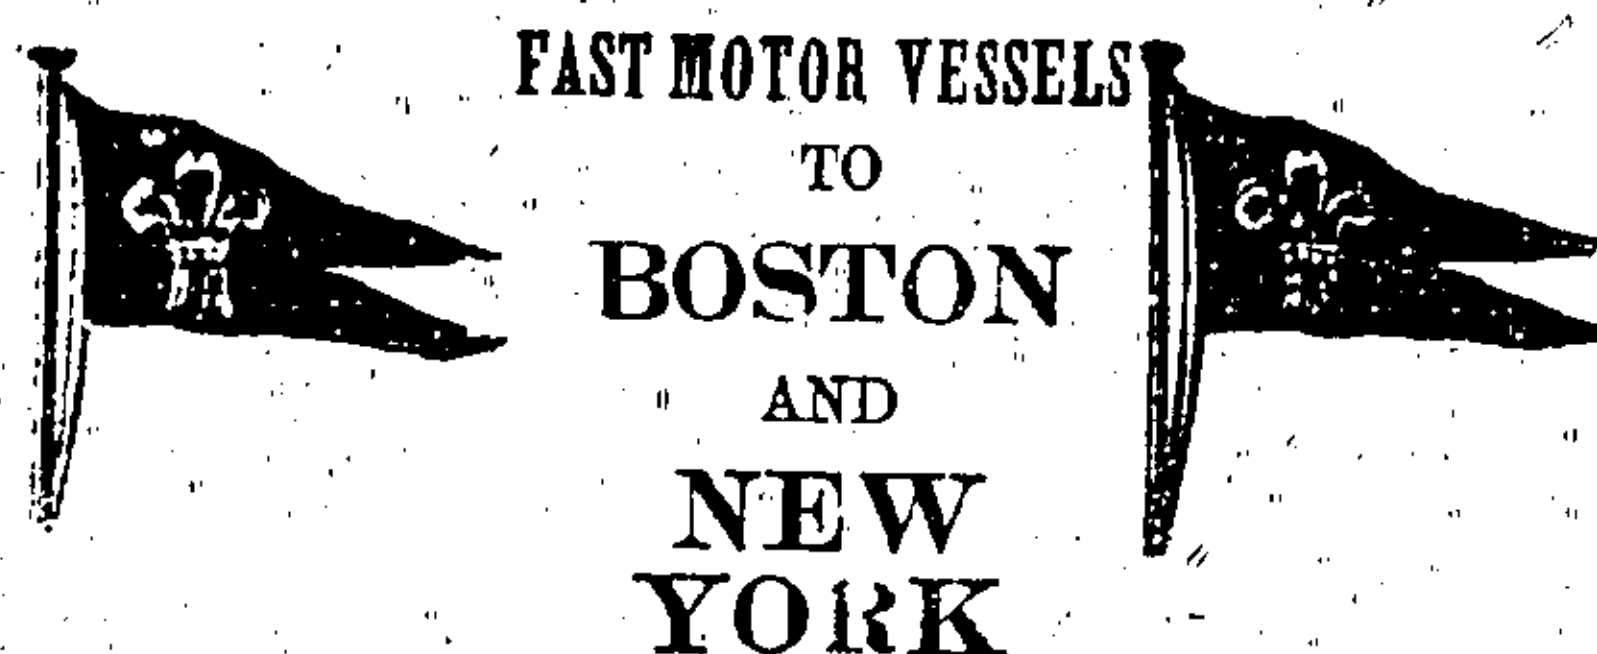 FAST MOTOR VESSELS
TO
BOSTON
AND
NEW
YORK